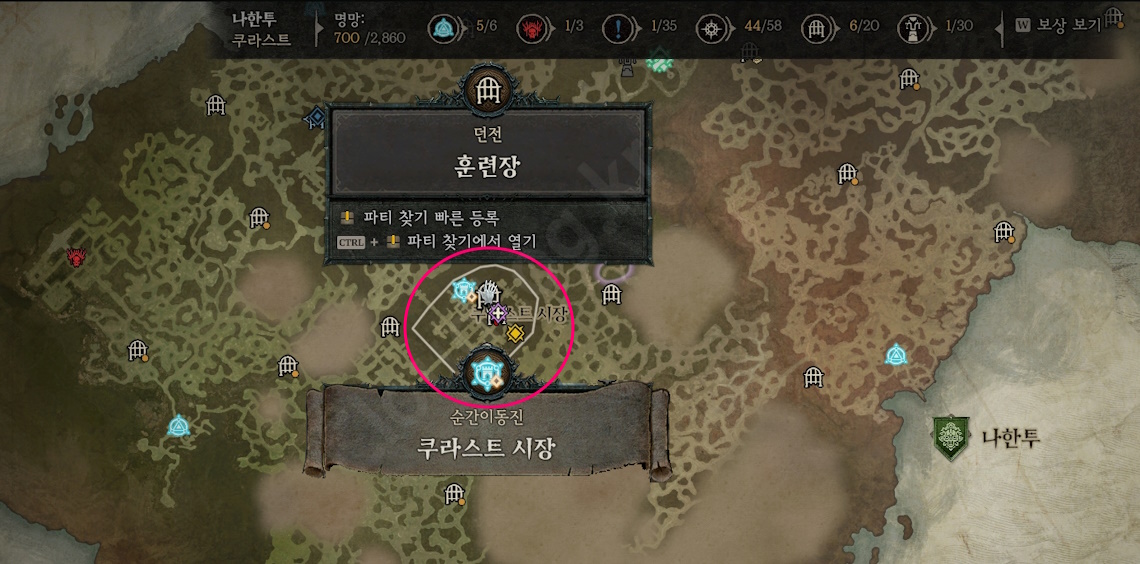 나한투
쿠라스트
명망:
700 /2,860
5/6
1/3
1/35
44/58
6/20
1/30
W 보상 보기
던전
훈련장
파티 찾기 빠른 등록
CTRL + 파티 찾기에서 열기
스트 시장
순간이동진
쿠라스트 시장
나한투